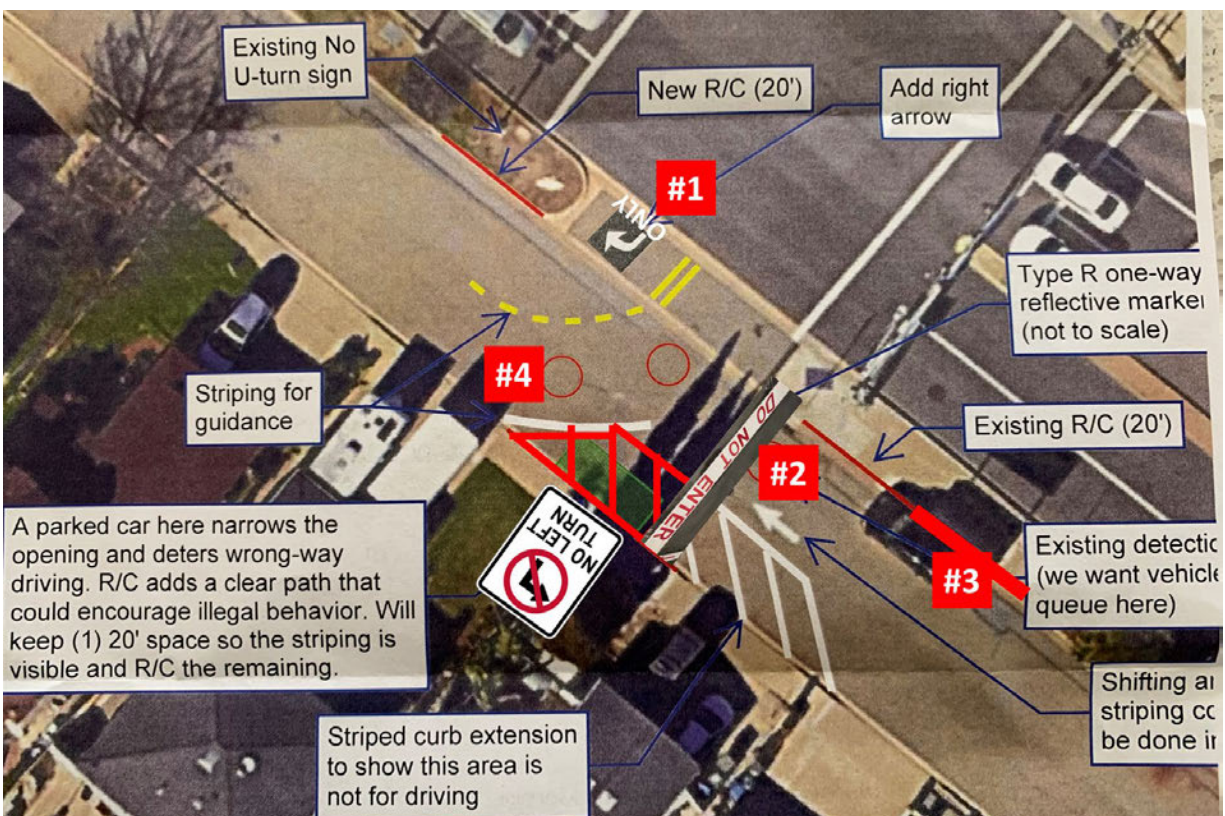 Existing No
U-turn sign
New R/C (20')
Add right
arrow
#1
ONLY
Type R one-way
reflective marker
(not to scale)
#4
Striping for
guidance
DO NOT ENTER
Existing R/C (20')
#2
NO LEFT
TURN
A parked car here narrows the
opening and deters wrong-way
driving. R/C adds a clear path that
could encourage illegal behavior. Will
keep (1) 20' space so the striping is
visible and R/C the remaining.
#3
Existing
(we want
queue here)
Striped curb extension
to show this area is
not for driving
Shifting
striping
be done